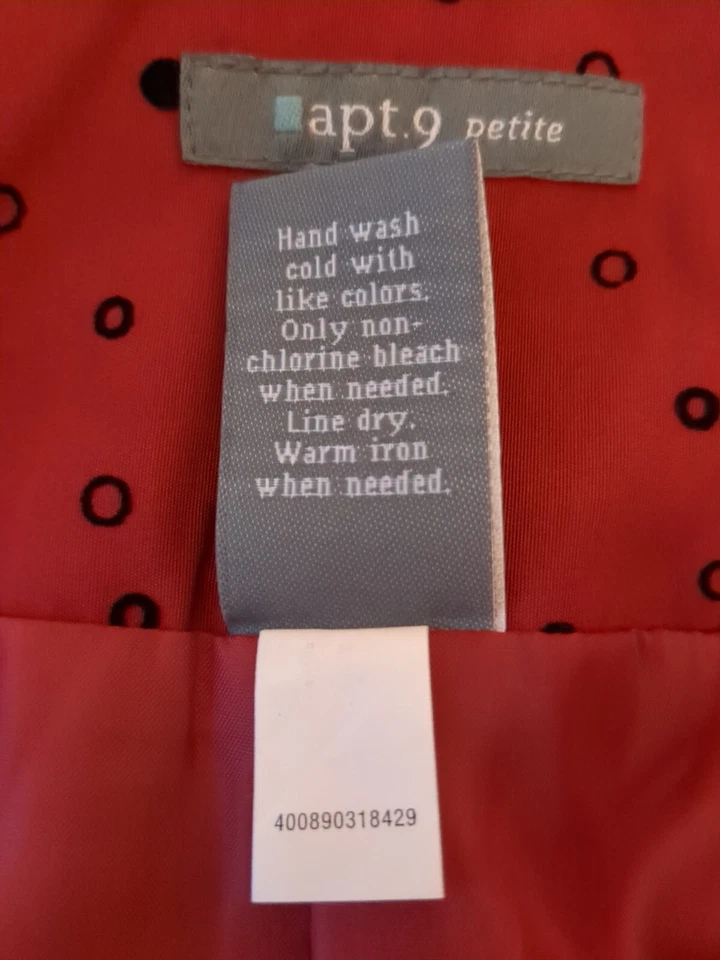 apt.9 petite
Hand wash
cold with
like colors.
Only non-
chlorine bleach
when needed.
Line dry.
Warm iron
when needed.
400890318429